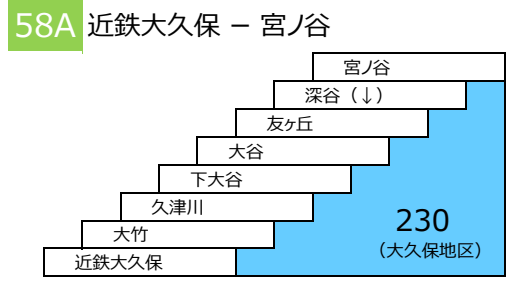 58A 近鉄大久保 － 宮ノ谷
宮ノ谷
深谷（↓）
友ヶ丘
大谷
下大谷
久津川
大竹
近鉄大久保
230
（大久保地区）